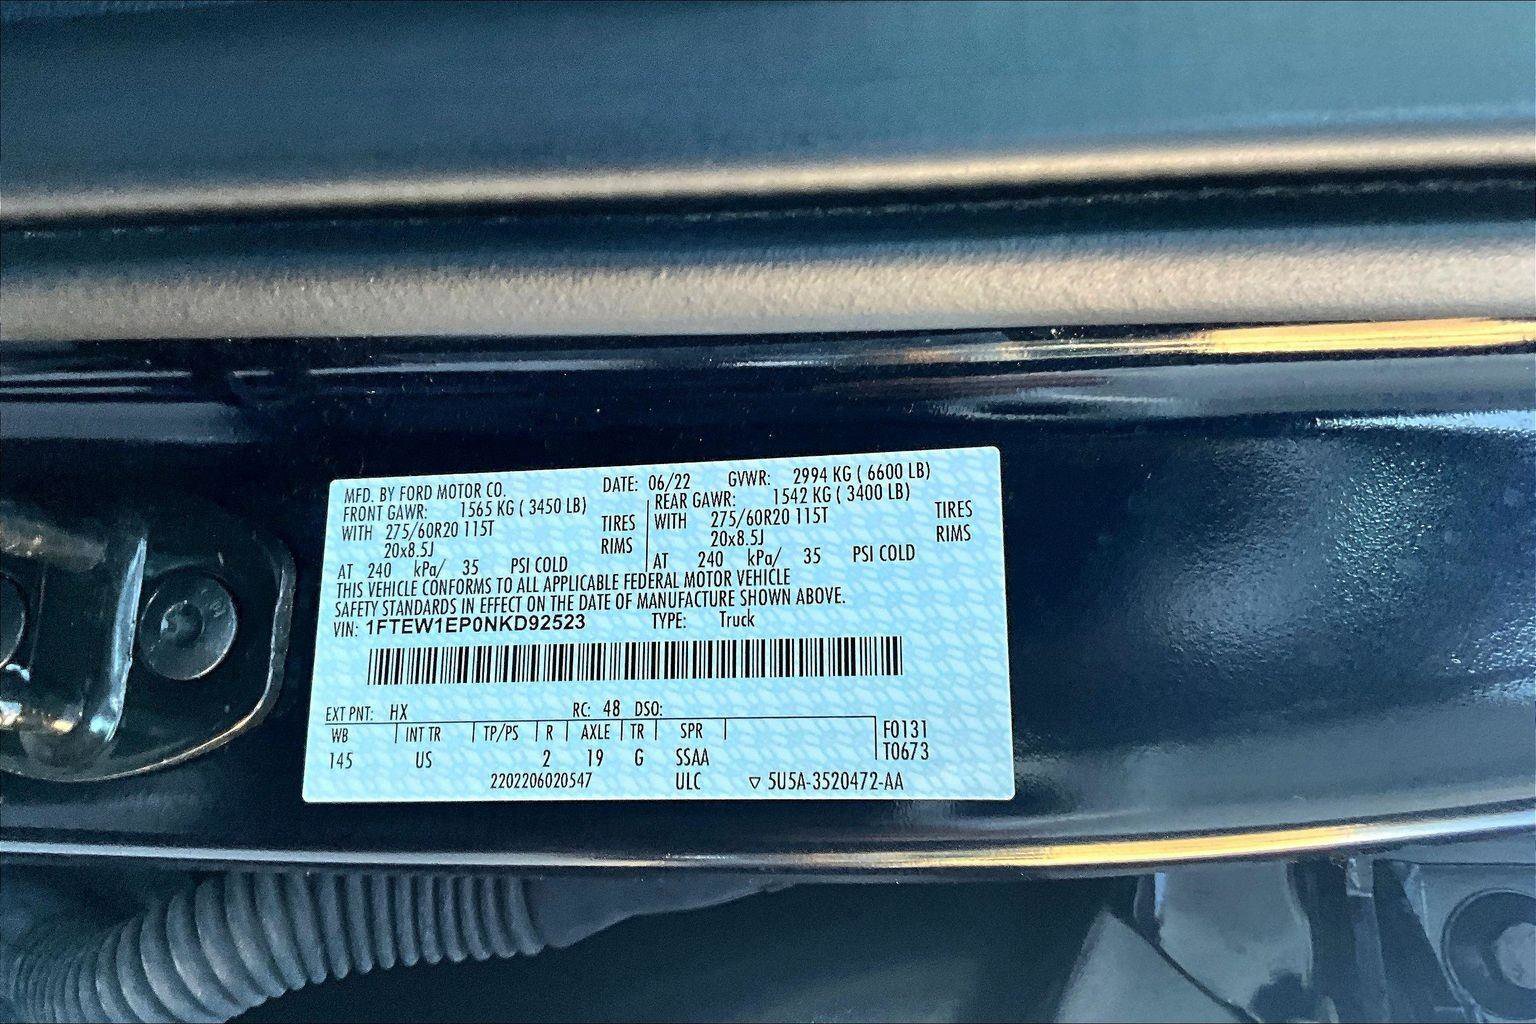 MFD. BY FORD MOTOR CO. DATE: 06/22 GVWR: 2994 KG ( 6600 LB)
FRONT GAWR: 1565 KG ( 3450 LB) REAR GAWR: 1542 KG ( 3400 LB)
WITH 275/60R20 115T TIRES WITH 275/60R20 115T TIRES
20x8.5J RIMS 20x8.5J RIMS
AT 240 kPa/ 35 PSI COLD AT 240 kPa/ 35 PSI COLD
THIS VEHICLE CONFORMS TO ALL APPLICABLE FEDERAL MOTOR VEHICLE
SAFETY STANDARDS IN EFFECT ON THE DATE OF MANUFACTURE SHOWN ABOVE.
VIN: 1FTEW1EP0NKD92523 TYPE: Truck
EXT PNT: HX RC: 48 DSO:
WB INT TR TP/PS R AXLE TR SPR F0131
145 US 2 19 G SSAA T0673
2202206020547 ULC ▽ 5U5A-3520472-AA